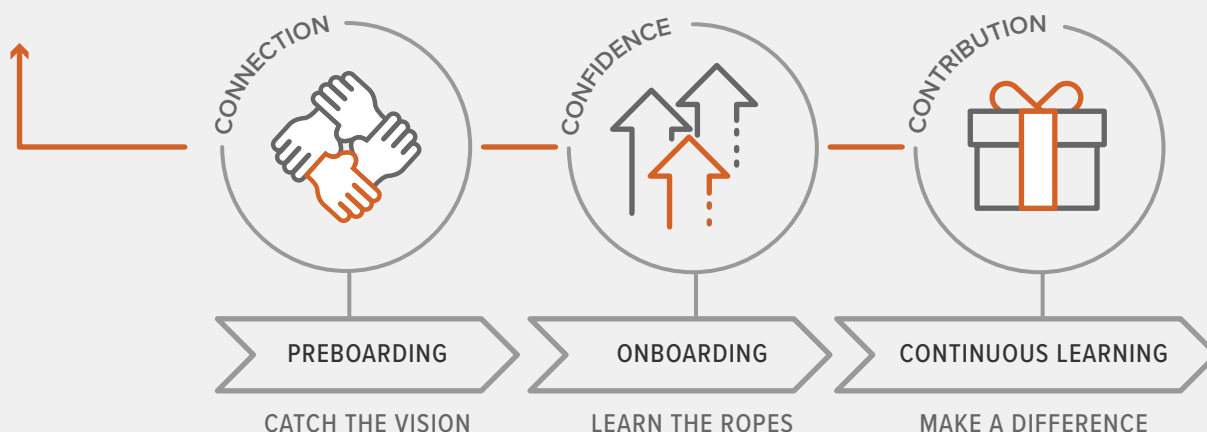 CONNECTION
CONFIDENCE
CONTRIBUTION
PREBOARDING
ONBOARDING
CONTINUOUS LEARNING
CATCH THE VISION
LEARN THE ROPES
MAKE A DIFFERENCE